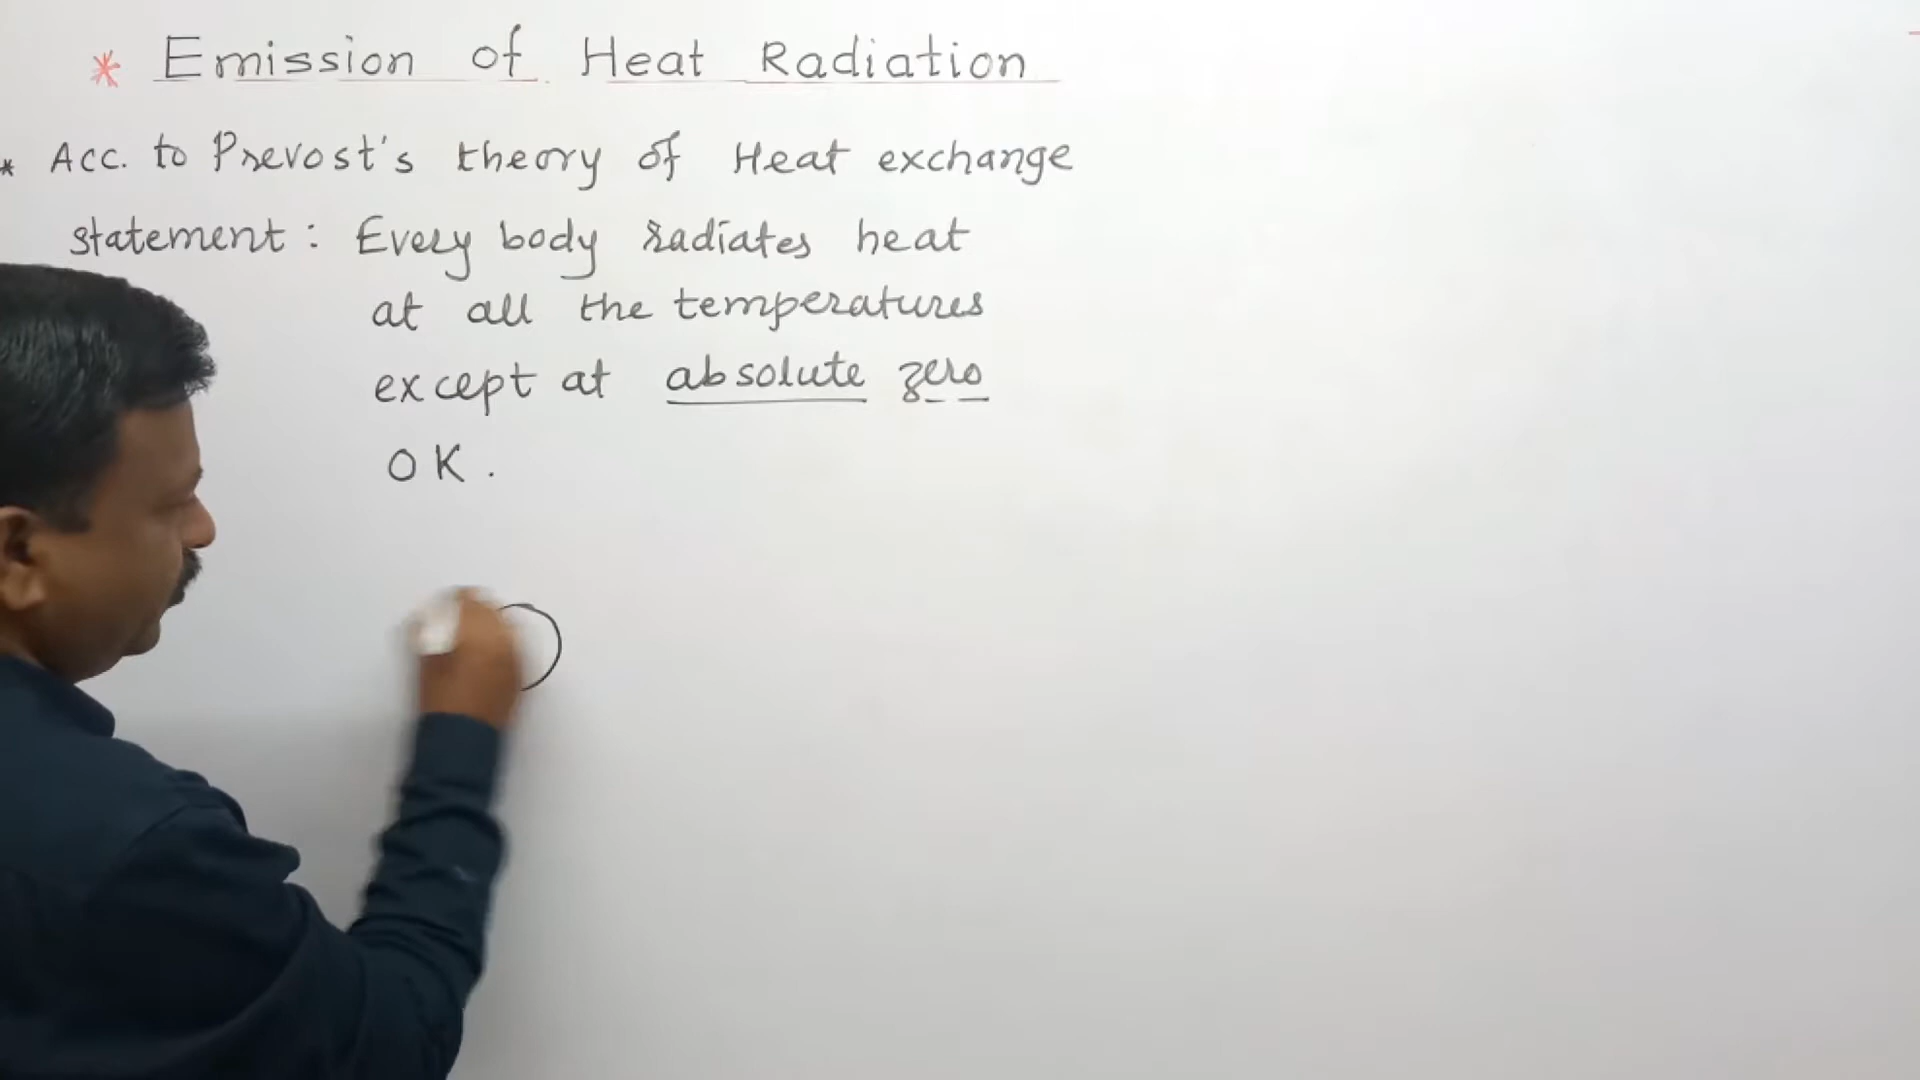 * Emission of Heat Radiation
* Acc. to Prevost's theory of Heat exchange
statement : Every body radiates heat
at all the temperatures
except at absolute zero
0 K .